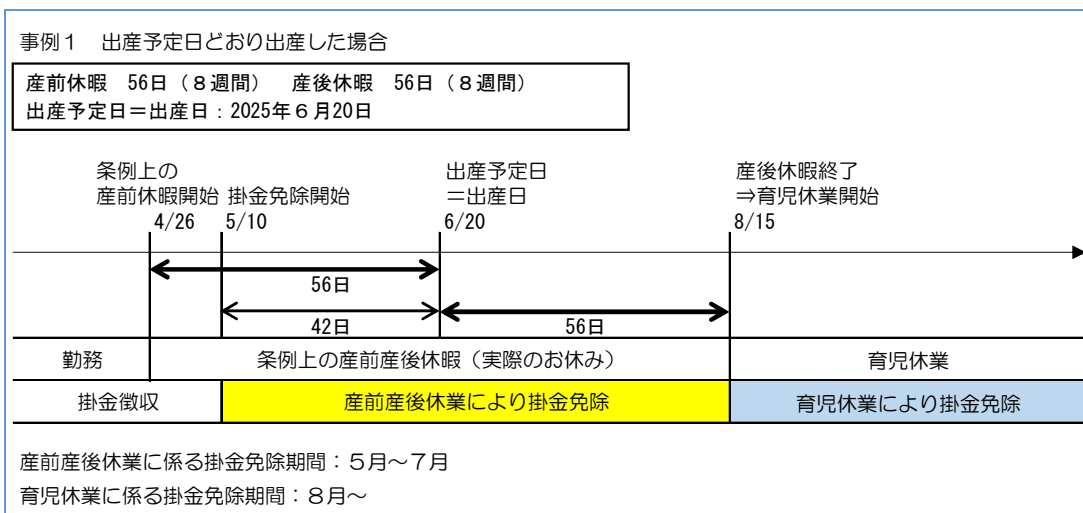 事例１　出産予定日どおり出産した場合
産前休暇　56日（８週間）　産後休暇　56日（８週間）
出産予定日＝出産日：2025年６月20日
条例上の
産前休暇開始
4/26
掛金免除開始
5/10
出産予定日
＝出産日
6/20
産後休暇終了
⇒育児休業開始
8/15
56日
42日
56日
勤務　条例上の産前産後休暇（実際のお休み）　育児休業
掛金徴収　産前産後休業により掛金免除　育児休業により掛金免除
産前産後休業に係る掛金免除期間：５月～７月
育児休業に係る掛金免除期間：８月～